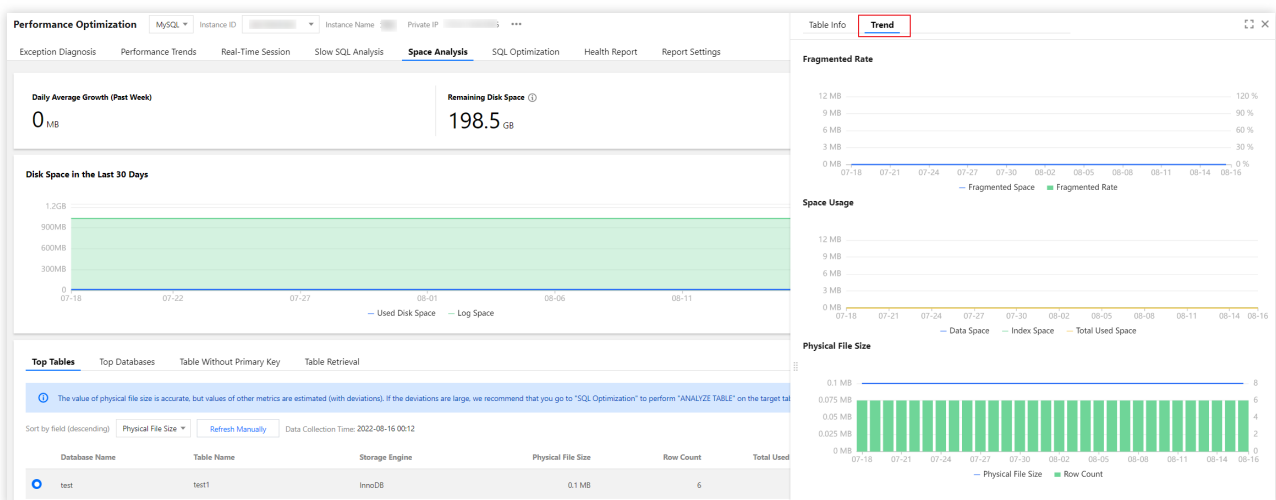 Performance Optimization MySQL Instance ID Instance Name Private IP •••
Exception Diagnosis Performance Trends Real-Time Session Slow SQL Analysis Space Analysis SQL Optimization Health Report Report Settings
Daily Average Growth (Past Week) Remaining Disk Space
0 MB 198.5 GB
Disk Space in the Last 30 Days
1.2GB
900MB
600MB
300MB
0
07-18 07-22 07-27 08-01 08-06 08-11
Used Disk Space Log Space
Top Tables Top Databases Table Without Primary Key Table Retrieval
The value of physical file size is accurate, but values of other metrics are estimated (with deviations). If the deviations are large, we recommend that you go to "SQL Optimization" to perform "ANALYZE TABLE" on the target tal
Sort by field (descending) Physical File Size Refresh Manually Data Collection Time: 2022-08-16 00:12
Database Name Table Name Storage Engine Physical File Size Row Count Total Used
test test1 InnoDB 0.1 MB 6
Table Info Trend
Fragmented Rate
12 MB 120 %
9 MB 90 %
6 MB 60 %
3 MB 30 %
0 MB 0 %
07-18 07-21 07-24 07-27 07-30 08-02 08-05 08-08 08-11 08-14 08-16
Fragmented Space Fragmented Rate
Space Usage
12 MB
9 MB
6 MB
3 MB
0 MB
07-18 07-21 07-24 07-27 07-30 08-02 08-05 08-08 08-11 08-14 08-16
Data Space Index Space Total Used Space
Physical File Size
0.1 MB 8
0.075 MB 6
0.05 MB 4
0.025 MB 2
0 MB 0
07-18 07-21 07-24 07-27 07-30 08-02 08-05 08-08 08-11 08-14 08-16
Physical File Size Row Count